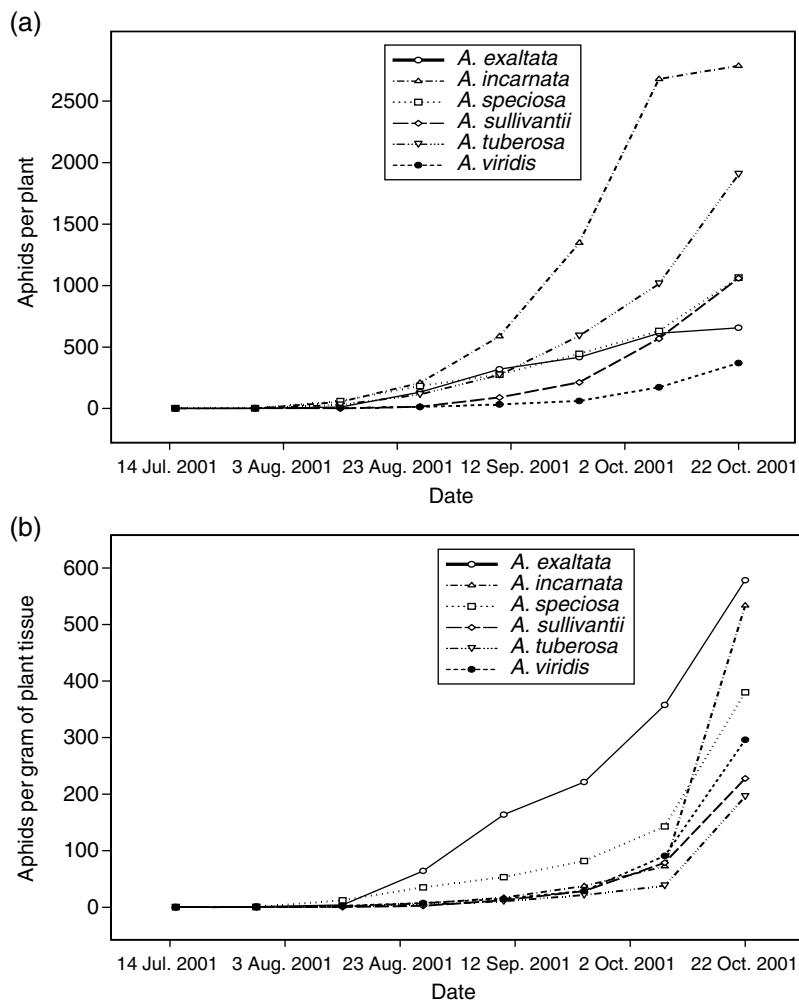 (a)
A. exaltata
A. incarnata
A. speciosa
A. sullivantii
A. tuberosa
A. viridis
Aphids per plant
2500
2000
1500
1000
500
0
14 Jul. 2001 3 Aug. 2001 23 Aug. 2001 12 Sep. 2001 2 Oct. 2001 22 Oct. 2001
Date
(b)
A. exaltata
A. incarnata
A. speciosa
A. sullivantii
A. tuberosa
A. viridis
Aphids per gram of plant tissue
600
500
400
300
200
100
0
14 Jul. 2001 3 Aug. 2001 23 Aug. 2001 12 Sep. 2001 2 Oct. 2001 22 Oct. 2001
Date